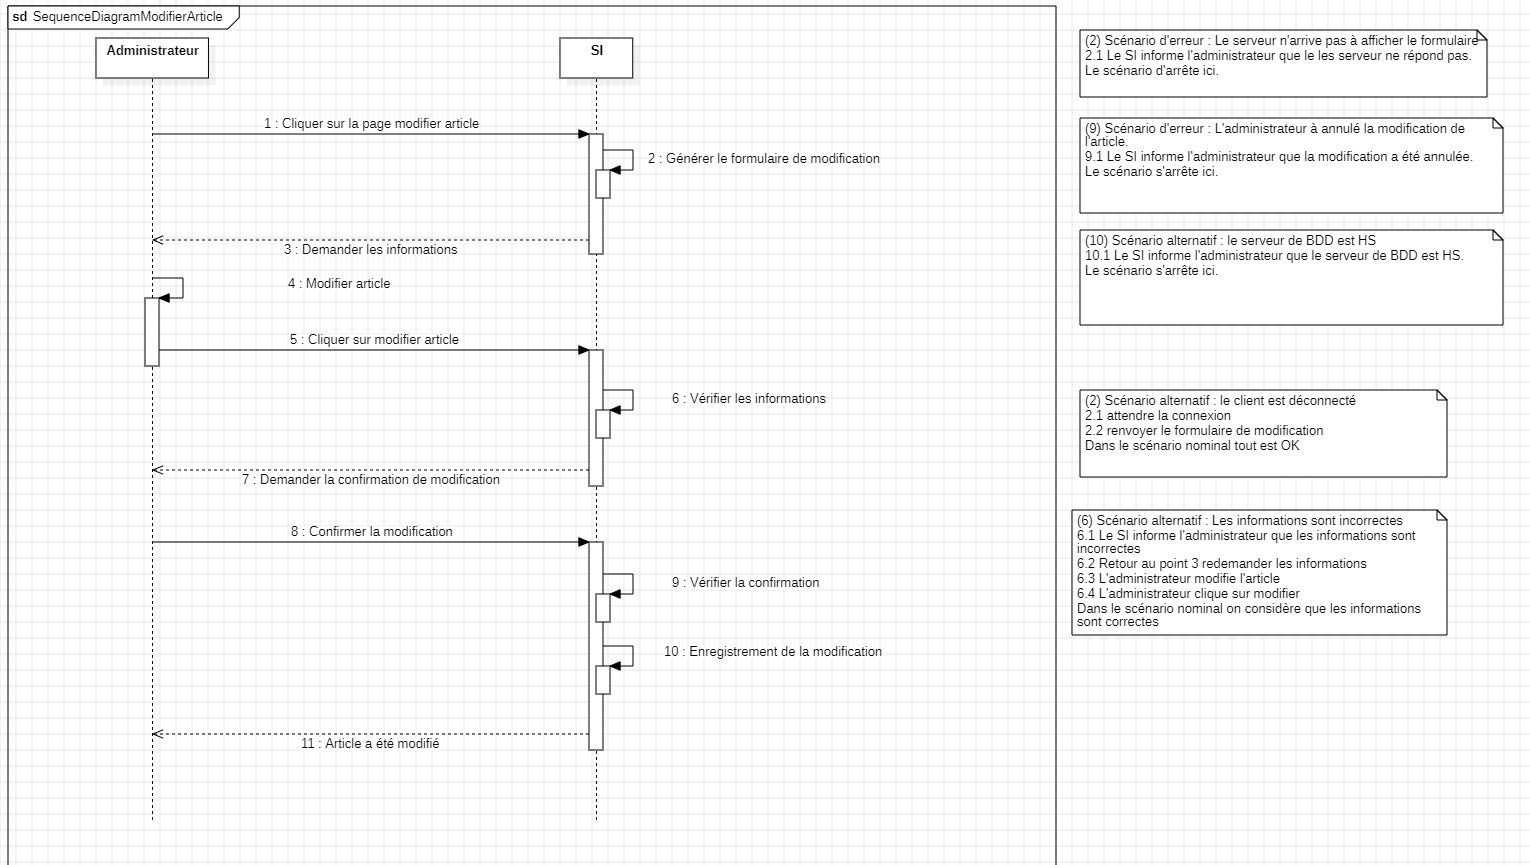 sd SequenceDiagramModifierArticle
Administrateur
SI
1 : Cliquer sur la page modifier article
2 : Générer le formulaire de modification
3 : Demander les informations
4 : Modifier article
5 : Cliquer sur modifier article
6 : Vérifier les informations
7 : Demander la confirmation de modification
8 : Confirmer la modification
9 : Vérifier la confirmation
10 : Enregistrement de la modification
11 : Article a été modifié
(2) Scénario d'erreur : Le serveur n'arrive pas à afficher le formulaire
2.1 Le SI informe l'administrateur que le les serveur ne répond pas.
Le scénario d'arrête ici.
(9) Scénario d'erreur : L'administrateur à annulé la modification de
l'article.
9.1 Le SI informe l'administrateur que la modification a été annulée.
Le scénario s'arrête ici.
(10) Scénario alternatif : le serveur de BDD est HS
10.1 Le SI informe l'administrateur que le serveur de BDD est HS.
Le scénario s'arrête ici.
(2) Scénario alternatif : le client est déconnecté
2.1 attendre la connexion
2.2 renvoyer le formulaire de modification
Dans le scénario nominal tout est OK
(6) Scénario alternatif : Les informations sont incorrectes
6.1 Le SI informe l'administrateur que les informations sont
incorrectes
6.2 Retour au point 3 redemander les informations
6.3 L'administrateur modifie l'article
6.4 L'administrateur clique sur modifier
Dans le scénario nominal on considère que les informations
sont correctes